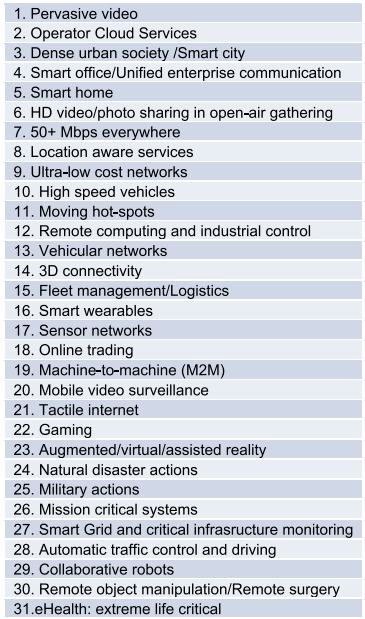 1. Pervasive video
2. Operator Cloud Services
3. Dense urban society /Smart city
4. Smart office/Unified enterprise communication
5. Smart home
6. HD video/photo sharing in open-air gathering
7. 50+ Mbps everywhere
8. Location aware services
9. Ultra-low cost networks
10. High speed vehicles
11. Moving hot-spots
12. Remote computing and industrial control
13. Vehicular networks
14. 3D connectivity
15. Fleet management/Logistics
16. Smart wearables
17. Sensor networks
18. Online trading
19. Machine-to-machine (M2M)
20. Mobile video surveillance
21. Tactile internet
22. Gaming
23. Augmented/virtual/assisted reality
24. Natural disaster actions
25. Military actions
26. Mission critical systems
27. Smart Grid and critical infrasructure monitoring
28. Automatic traffic control and driving
29. Collaborative robots
30. Remote object manipulation/Remote surgery
31.eHealth: extreme life critical